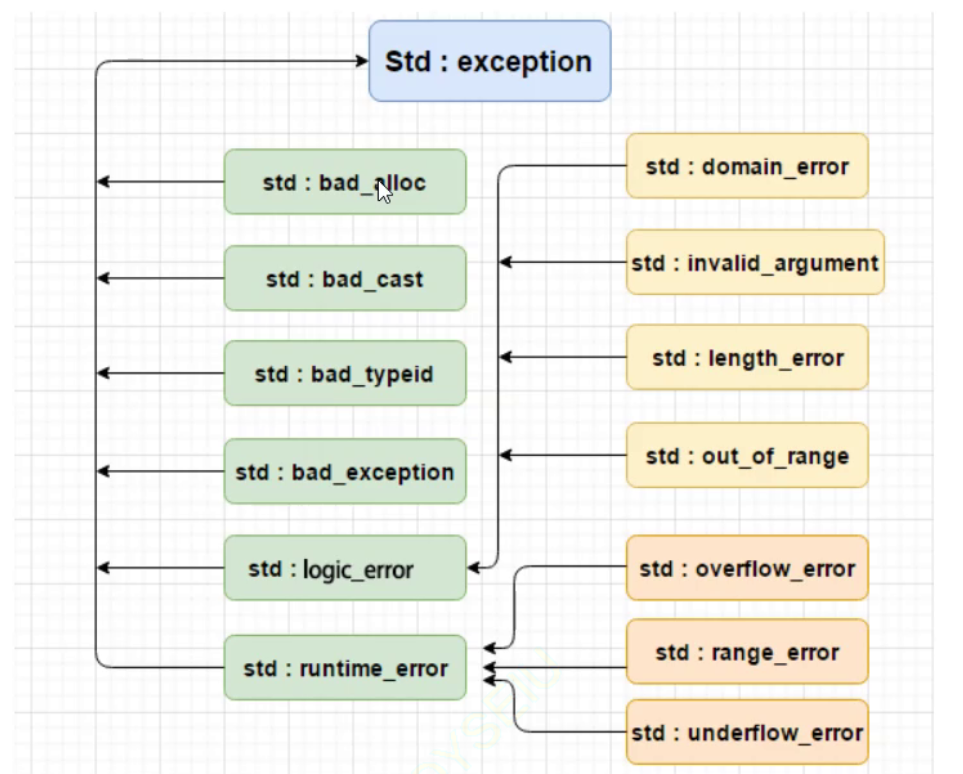 Std : exception
std : bad_alloc
std : bad_cast
std : bad_typeid
std : bad_exception
std : logic_error
std : runtime_error
std : domain_error
std : invalid_argument
std : length_error
std : out_of_range
std : overflow_error
std : range_error
std : underflow_error